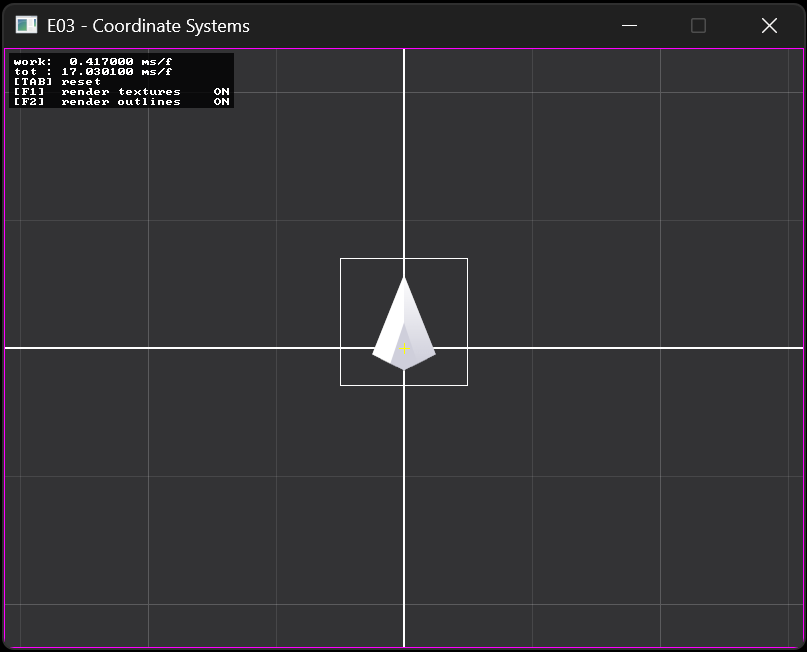 E03 - Coordinate Systems
work:  0.417000 ms/f
tot : 17.030100 ms/f
[TAB] reset
[F1]  render textures    ON
[F2]  render outlines    ON